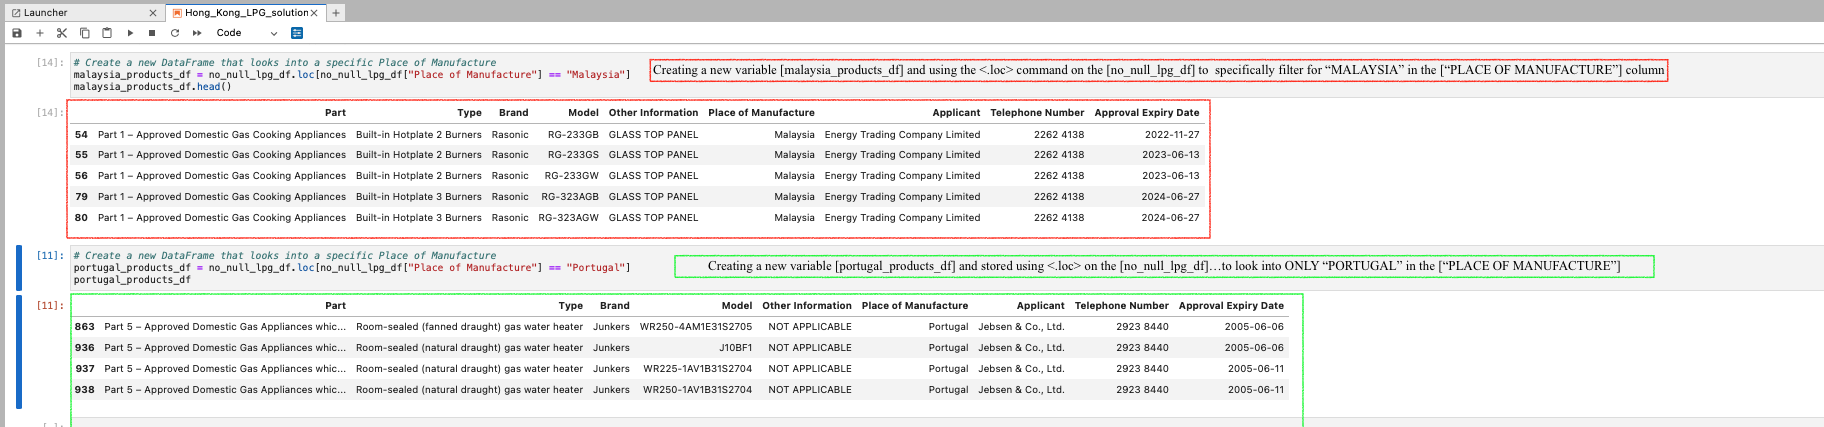 Launcher
Hong_Kong_LPG_solution
Code
[14]:
# Create a new DataFrame that looks into a specific Place of Manufacture
malaysia_products_df = no_null_lpg_df.loc[no_null_lpg_df["Place of Manufacture"] == "Malaysia"]
malaysia_products_df.head()
Creating a new variable [malaysia_products_df] and using the <.loc> command on the [no_null_lpg_df] to specifically filter for “MALAYSIA” in the [“PLACE OF MANUFACTURE”] column
[14]:
Part Type Brand Model Other Information Place of Manufacture Applicant Telephone Number Approval Expiry Date
54 Part 1 – Approved Domestic Gas Cooking Appliances Built-in Hotplate 2 Burners Rasonic RG-233GB GLASS TOP PANEL Malaysia Energy Trading Company Limited 2262 4138 2022-11-27
55 Part 1 – Approved Domestic Gas Cooking Appliances Built-in Hotplate 2 Burners Rasonic RG-233GS GLASS TOP PANEL Malaysia Energy Trading Company Limited 2262 4138 2023-06-13
56 Part 1 – Approved Domestic Gas Cooking Appliances Built-in Hotplate 2 Burners Rasonic RG-233GW GLASS TOP PANEL Malaysia Energy Trading Company Limited 2262 4138 2023-06-13
79 Part 1 – Approved Domestic Gas Cooking Appliances Built-in Hotplate 3 Burners Rasonic RG-323AGB GLASS TOP PANEL Malaysia Energy Trading Company Limited 2262 4138 2024-06-27
80 Part 1 – Approved Domestic Gas Cooking Appliances Built-in Hotplate 3 Burners Rasonic RG-323AGW GLASS TOP PANEL Malaysia Energy Trading Company Limited 2262 4138 2024-06-27
[11]:
# Create a new DataFrame that looks into a specific Place of Manufacture
portugal_products_df = no_null_lpg_df.loc[no_null_lpg_df["Place of Manufacture"] == "Portugal"]
portugal_products_df
Creating a new variable [portugal_products_df] and stored using <.loc> on the [no_null_lpg_df]…to look into ONLY “PORTUGAL” in the [“PLACE OF MANUFACTURE”]
[11]:
Part Type Brand Model Other Information Place of Manufacture Applicant Telephone Number Approval Expiry Date
863 Part 5 – Approved Domestic Gas Appliances whic... Room-sealed (fanned draught) gas water heater Junkers WR250-4AM1E31S2705 NOT APPLICABLE Portugal Jebsen & Co., Ltd. 2923 8440 2005-06-06
936 Part 5 – Approved Domestic Gas Appliances whic... Room-sealed (natural draught) gas water heater Junkers J10BF1 NOT APPLICABLE Portugal Jebsen & Co., Ltd. 2923 8440 2005-06-06
937 Part 5 – Approved Domestic Gas Appliances whic... Room-sealed (natural draught) gas water heater Junkers WR225-1AV1B31S2704 NOT APPLICABLE Portugal Jebsen & Co., Ltd. 2923 8440 2005-06-11
938 Part 5 – Approved Domestic Gas Appliances whic... Room-sealed (natural draught) gas water heater Junkers WR250-1AV1B31S2704 NOT APPLICABLE Portugal Jebsen & Co., Ltd. 2923 8440 2005-06-11